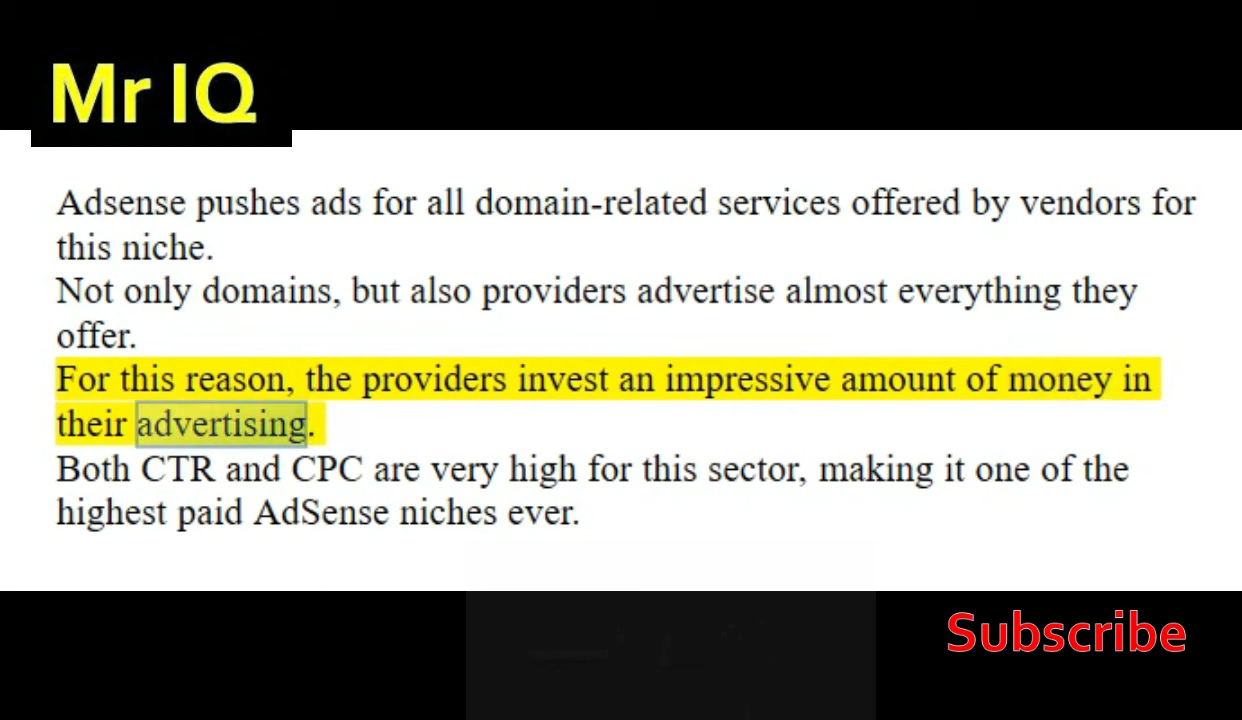 Mr IQ
Adsense pushes ads for all domain-related services offered by vendors for
this niche.
Not only domains, but also providers advertise almost everything they
offer.
For this reason, the providers invest an impressive amount of money in
their advertising.
Both CTR and CPC are very high for this sector, making it one of the
highest paid AdSense niches ever.
Subscribe